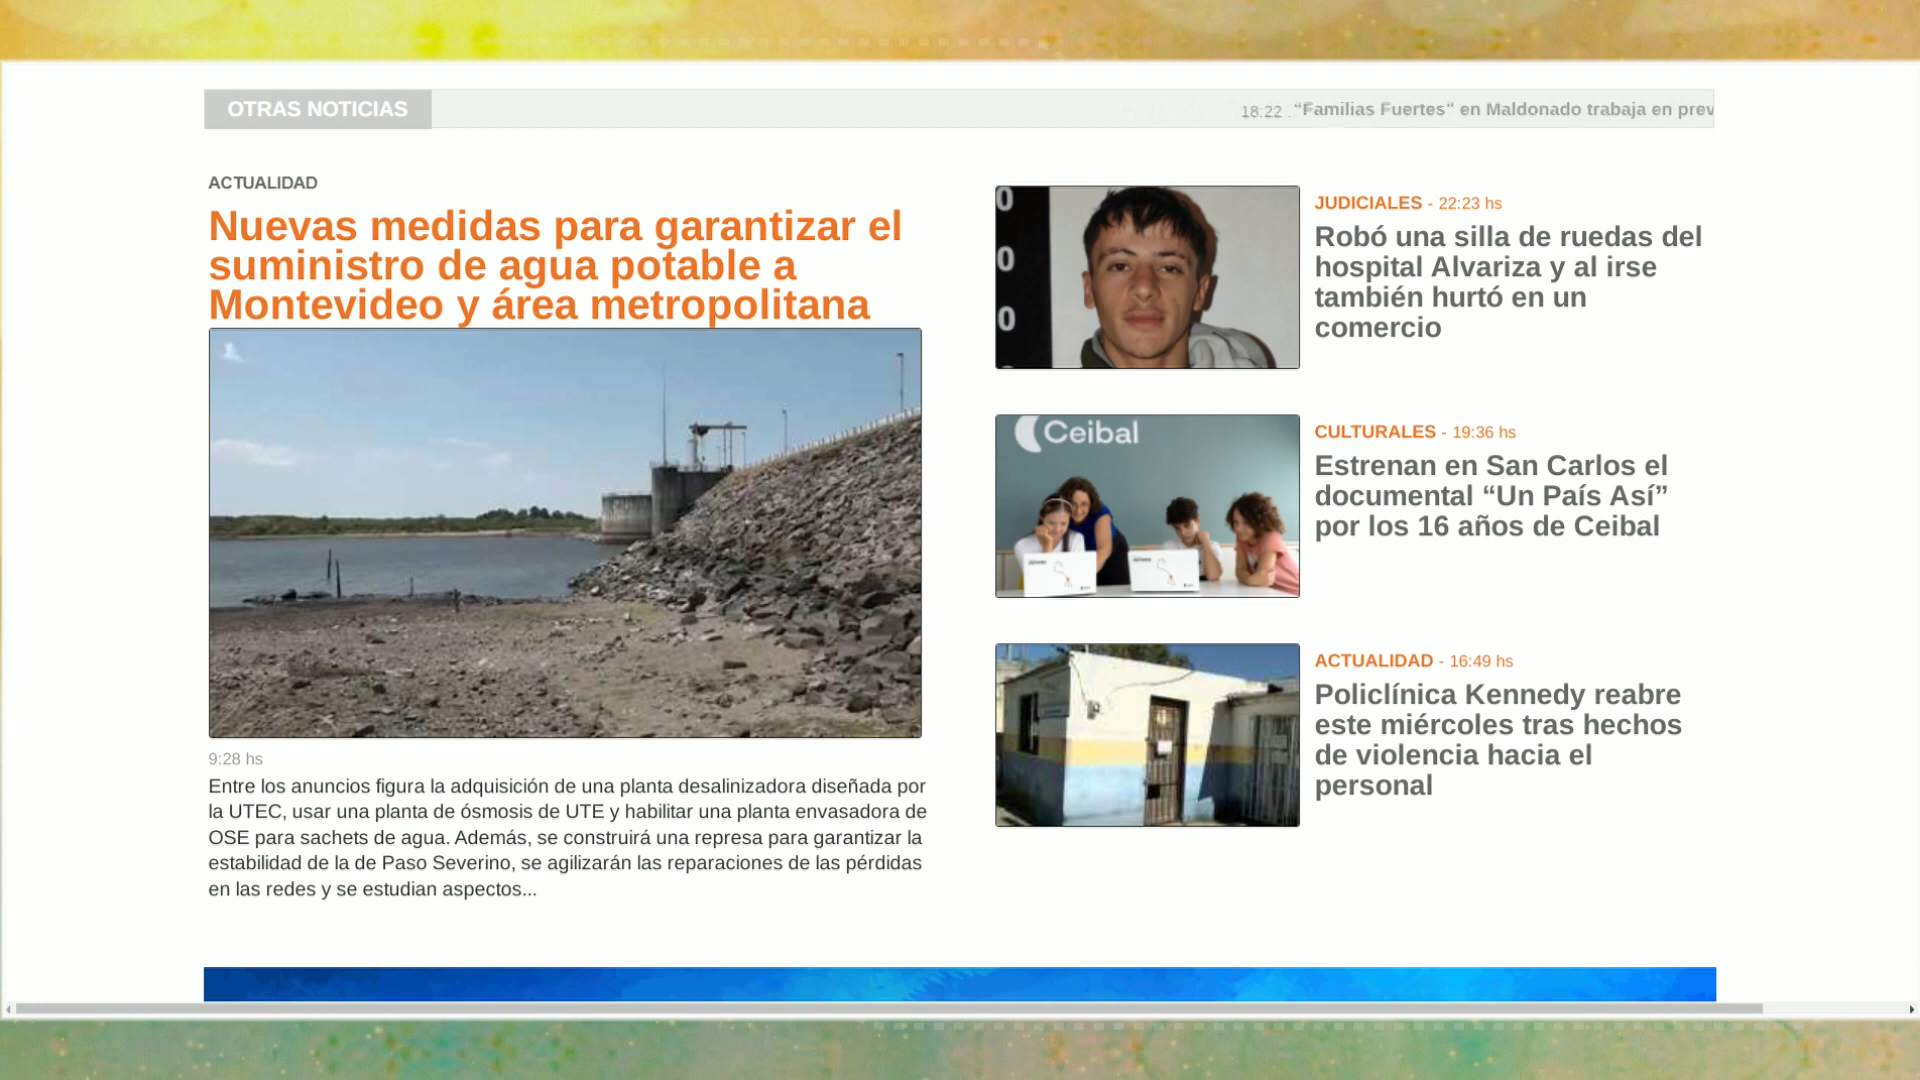 OTRAS NOTICIAS
18:22 . “Familias Fuertes" en Maldonado trabaja en prev
ACTUALIDAD
Nuevas medidas para garantizar el
suministro de agua potable a
Montevideo y área metropolitana
9:28 hs
Entre los anuncios figura la adquisición de una planta desalinizadora diseñada por
la UTEC, usar una planta de ósmosis de UTE y habilitar una planta envasadora de
OSE para sachets de agua. Además, se construirá una represa para garantizar la
estabilidad de la de Paso Severino, se agilizarán las reparaciones de las pérdidas
en las redes y se estudian aspectos...
0
0
0
JUDICIALES - 22:23 hs
Robó una silla de ruedas del
hospital Alvariza y al irse
también hurtó en un
comercio
Ceibal
CULTURALES - 19:36 hs
Estrenan en San Carlos el
documental “Un País Así”
por los 16 años de Ceibal
ACTUALIDAD - 16:49 hs
Policlínica Kennedy reabre
este miércoles tras hechos
de violencia hacia el
personal